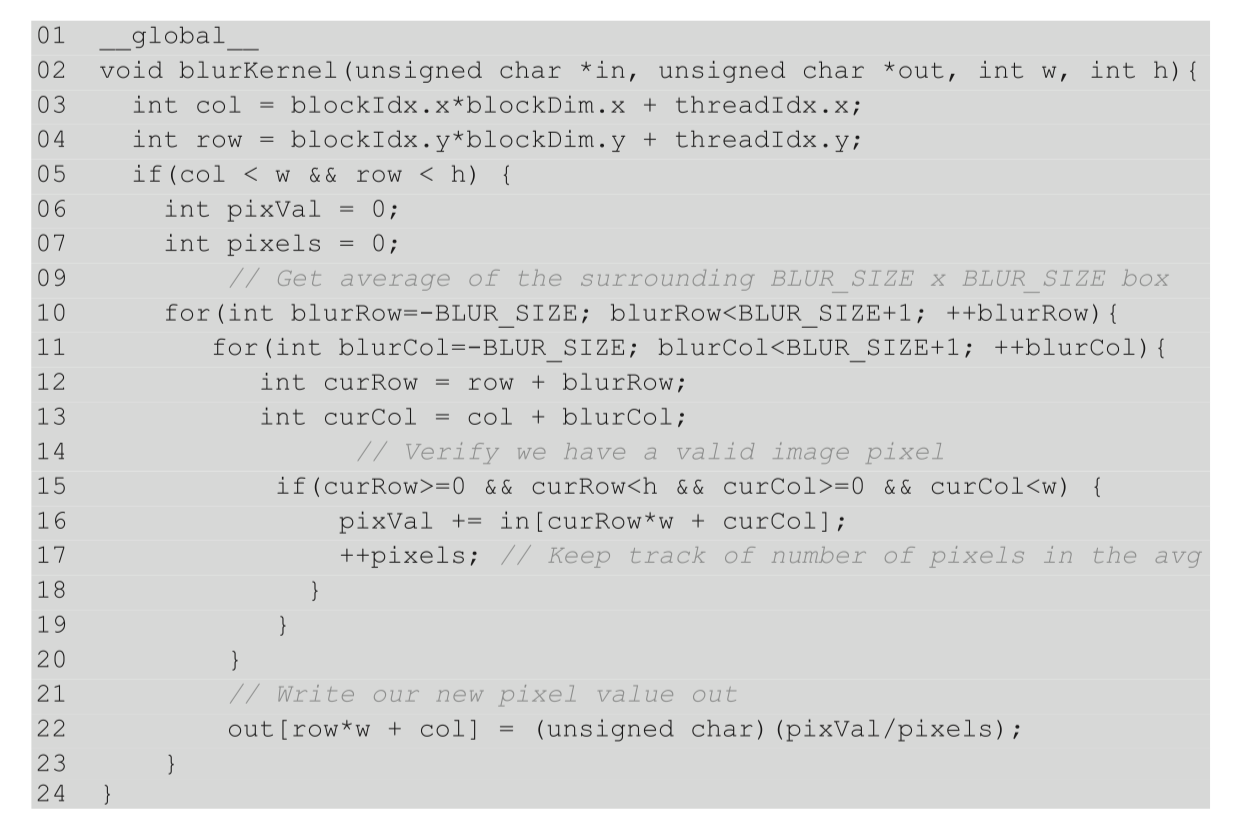 01 __global__
02 void blurKernel(unsigned char *in, unsigned char *out, int w, int h){
03 int col = blockIdx.x*blockDim.x + threadIdx.x;
04 int row = blockIdx.y*blockDim.y + threadIdx.y;
05 if(col < w && row < h) {
06 int pixVal = 0;
07 int pixels = 0;
09 // Get average of the surrounding BLUR_SIZE x BLUR_SIZE box
10 for(int blurRow=-BLUR_SIZE; blurRow<BLUR_SIZE+1; ++blurRow){
11 for(int blurCol=-BLUR_SIZE; blurCol<BLUR_SIZE+1; ++blurCol){
12 int curRow = row + blurRow;
13 int curCol = col + blurCol;
14 // Verify we have a valid image pixel
15 if(curRow>=0 && curRow<h && curCol>=0 && curCol<w) {
16 pixVal += in[curRow*w + curCol];
17 ++pixels; // Keep track of number of pixels in the avg
18 }
19 }
20 }
21 // Write our new pixel value out
22 out[row*w + col] = (unsigned char)(pixVal/pixels);
23 }
24 }